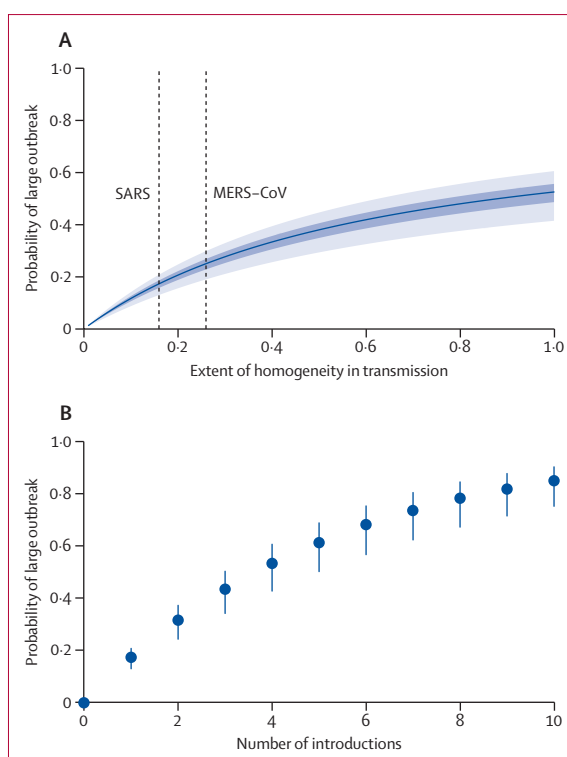 A
1·0
0·8
0·6
0·4
0·2
0
Probability of large outbreak
SARS
MERS–CoV
0 0·2 0·4 0·6 0·8 1·0
Extent of homogeneity in transmission
B
1·0
0·8
0·6
0·4
0·2
0
Probability of large outbreak
0 2 4 6 8 10
Number of introductions